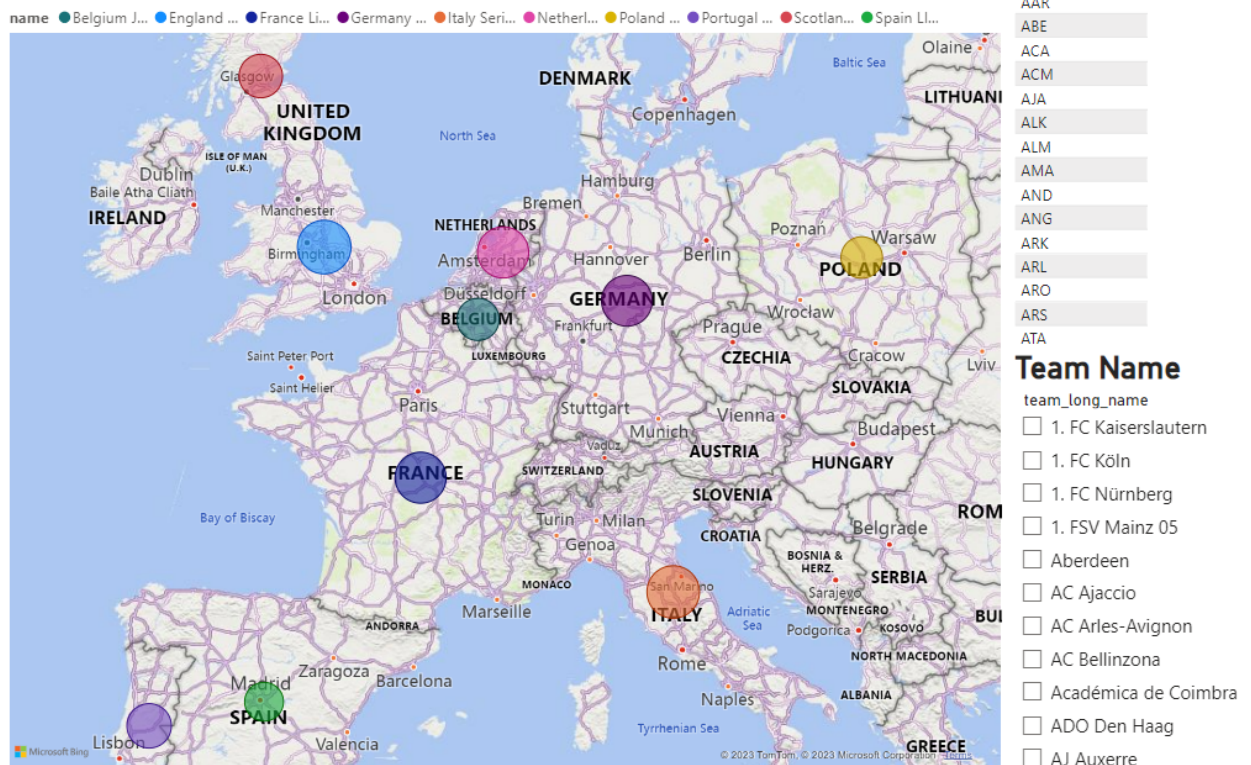 name Belgium J... England ... France Li... Germany ... Italy Seri... Netherl... Poland ... Portugal ... Scotlan... Spain LI...
Glasgow
UNITED
KINGDOM
DENMARK
Copenhagen
Baltic Sea
Olaine
LITHUANI
North Sea
ISLE OF MAN
(U.K.)
Dublin
Baile Atha Cliath
IRELAND
Manchester
Birmingham
London
Hamburg
Bremen
NETHERLANDS
Amsterdam
Hannover
Berlin
Poznań
Warsaw
POLAND
Düsseldorf
GERMANY
BELGIUM
Frankfurt
Wrocław
Prague
LUXEMBOURG
CZECHIA
Cracow
Lviv
Saint Peter Port
Saint Helier
SLOVAKIA
Paris
Stuttgart
Vienna
Munich
Budapest
Vaduz
AUSTRIA
FRANCE
SWITZERLAND
HUNGARY
SLOVENIA
Bay of Biscay
Turin
Milan
ROM
CROATIA
Belgrade
Genoa
BOSNIA &
HERZ.
SERBIA
MONACO
San Marino
Sarajevo
Marseille
ITALY
Adriatic
Sea
MONTENEGRO
ANDORRA
Podgorica
KOSOVO
BUL
NORTH MACEDONIA
Zaragoza
Barcelona
Rome
Madrid
SPAIN
Naples
ALBANIA
Lisbon
Valencia
Tyrrhenian Sea
GREECE
Microsoft Bing
© 2023 TomTom, © 2023 Microsoft Corporation Terms
AAR
ABE
ACA
ACM
AJA
ALK
ALM
AMA
AND
ANG
ARK
ARL
ARO
ARS
ATA
Team Name
team_long_name
1. FC Kaiserslautern
1. FC Köln
1. FC Nürnberg
1. FSV Mainz 05
Aberdeen
AC Ajaccio
AC Arles-Avignon
AC Bellinzona
Académica de Coimbra
ADO Den Haag
AJ Auxerre